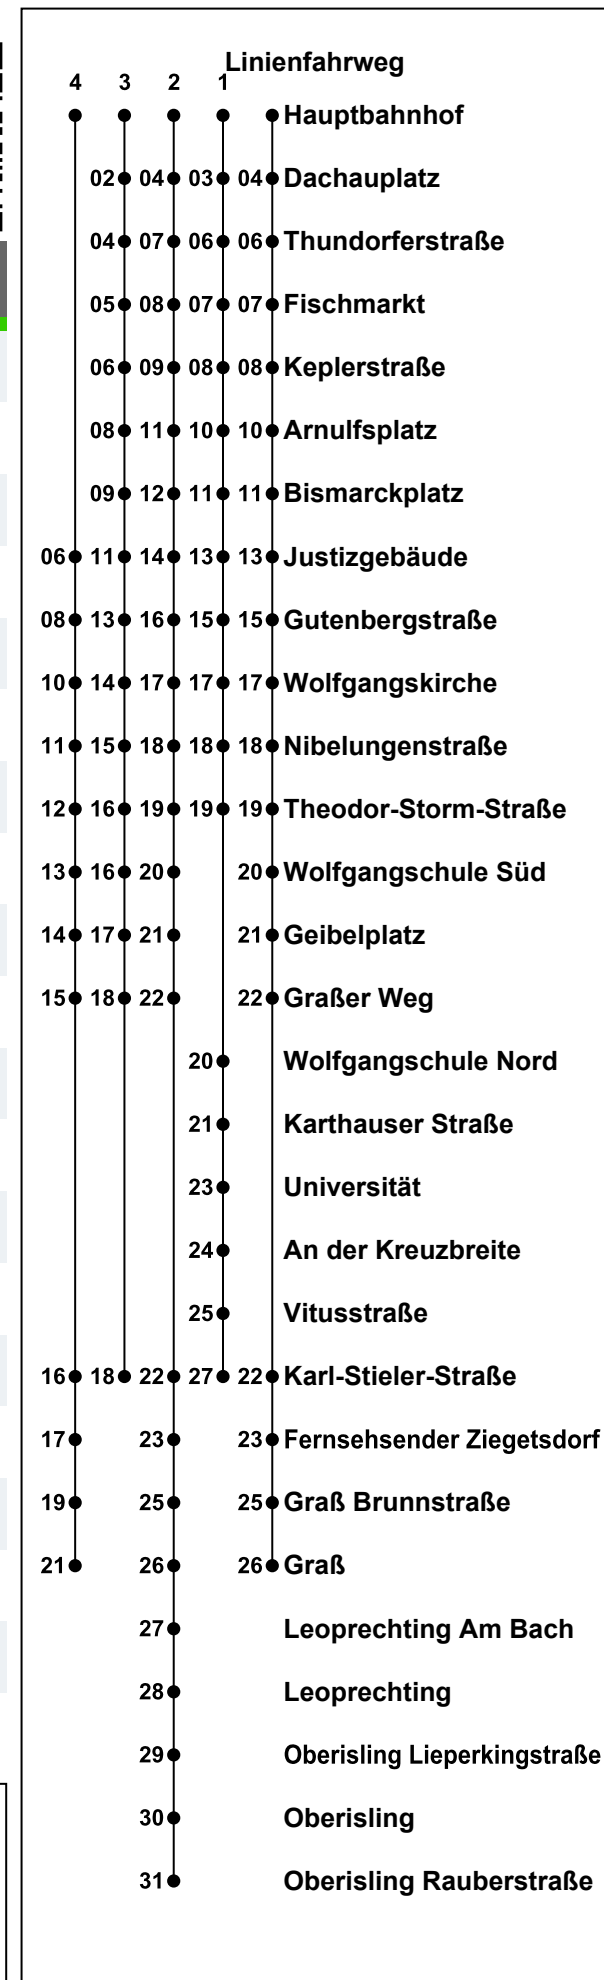 Linienfahrweg
4 3 2 1
Hauptbahnhof
02 04 03 04 Dachauplatz
04 07 06 06 Thundorferstraße
05 08 07 07 Fischmarkt
06 09 08 08 Keplerstraße
08 11 10 10 Arnulfsplatz
09 12 11 11 Bismarckplatz
06 11 14 13 13 Justizgebäude
08 13 16 15 15 Gutenbergstraße
10 14 17 17 17 Wolfgangskirche
11 15 18 18 18 Nibelungenstraße
12 16 19 19 19 Theodor-Storm-Straße
13 16 20 20 Wolfgangschule Süd
14 17 21 21 Geibelplatz
15 18 22 22 Graßer Weg
20 Wolfgangschule Nord
21 Karthauser Straße
23 Universität
24 An der Kreuzbreite
25 Vitusstraße
16 18 22 27 22 Karl-Stieler-Straße
17 23 23 Fernsehsender Ziegetsdorf
19 25 25 Graß Brunnstraße
21 26 26 Graß
27 Leoprechting Am Bach
28 Leoprechting
29 Oberisling Lieperkingstraße
30 Oberisling
31 Oberisling Rauberstraße